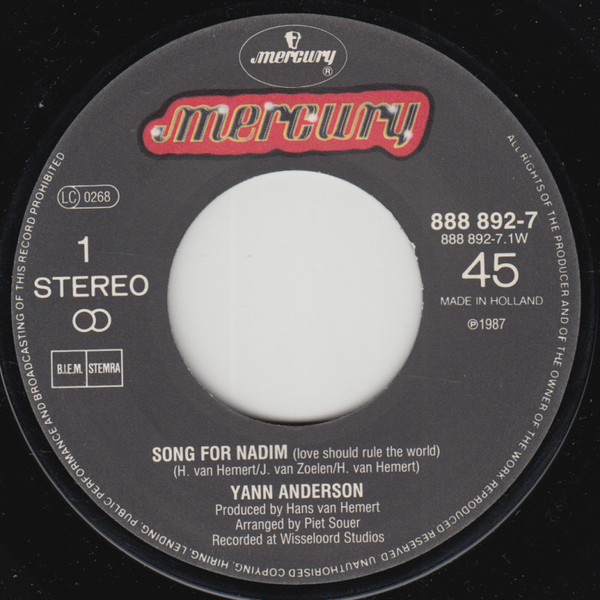 mercury
®
mercury
LC 0268
1
STEREO
B.I.E.M. STEMRA
888 892-7
888 892-7.1W
45
MADE IN HOLLAND
℗1987
SONG FOR NADIM (love should rule the world)
(H. van Hemert/J. van Zoelen/H. van Hemert)
YANN ANDERSON
Produced by Hans van Hemert
Arranged by Piet Souer
Recorded at Wisseloord Studios
ALL RIGHTS OF THE PRODUCER AND OF THE OWNER OF THE WORK REPRODUCED RESERVED. UNAUTHORISED COPYING, HIRING, LENDING, PUBLIC PERFORMANCE AND BROADCASTING OF THIS RECORD PROHIBITED